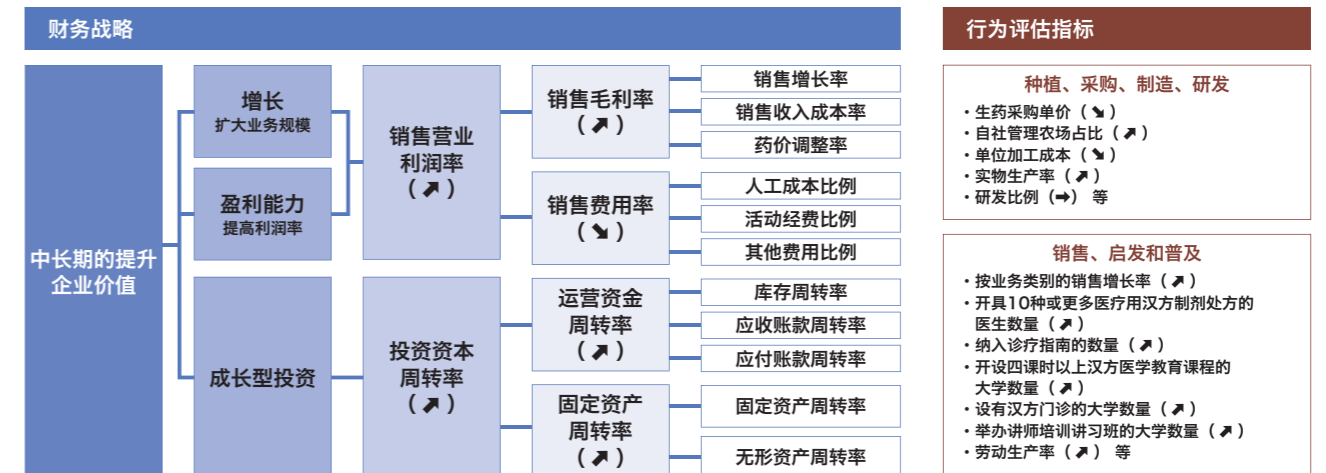 财务战略
中长期的提升
企业价值
增长
扩大业务规模
盈利能力
提高利润率
成长型投资
销售营业
利润率
（↗）
投资资本
周转率
（↗）
销售毛利率
（↗）
销售费用率
（↘）
运营资金
周转率
（↗）
固定资产
周转率
（↗）
销售增长率
销售收入成本率
药价调整率
人工成本比例
活动经费比例
其他费用比例
库存周转率
应收账款周转率
应付账款周转率
固定资产周转率
无形资产周转率
行为评估指标
种植、采购、制造、研发
・生药采购单价（↘）
・自社管理农场占比（↗）
・单位加工成本（↘）
・实物生产率（↗）
・研发比例（➡） 等
销售、启发和普及
・按业务类别的销售增长率（↗）
・开具10种或更多医疗用汉方制剂处方的
医生数量（↗）
・纳入诊疗指南的数量（↗）
・开设四课时以上汉方医学教育课程的
大学数量（↗）
・设有汉方门诊的大学数量（↗）
・举办讲师培训讲习班的大学数量（↗）
・劳动生产率（↗） 等